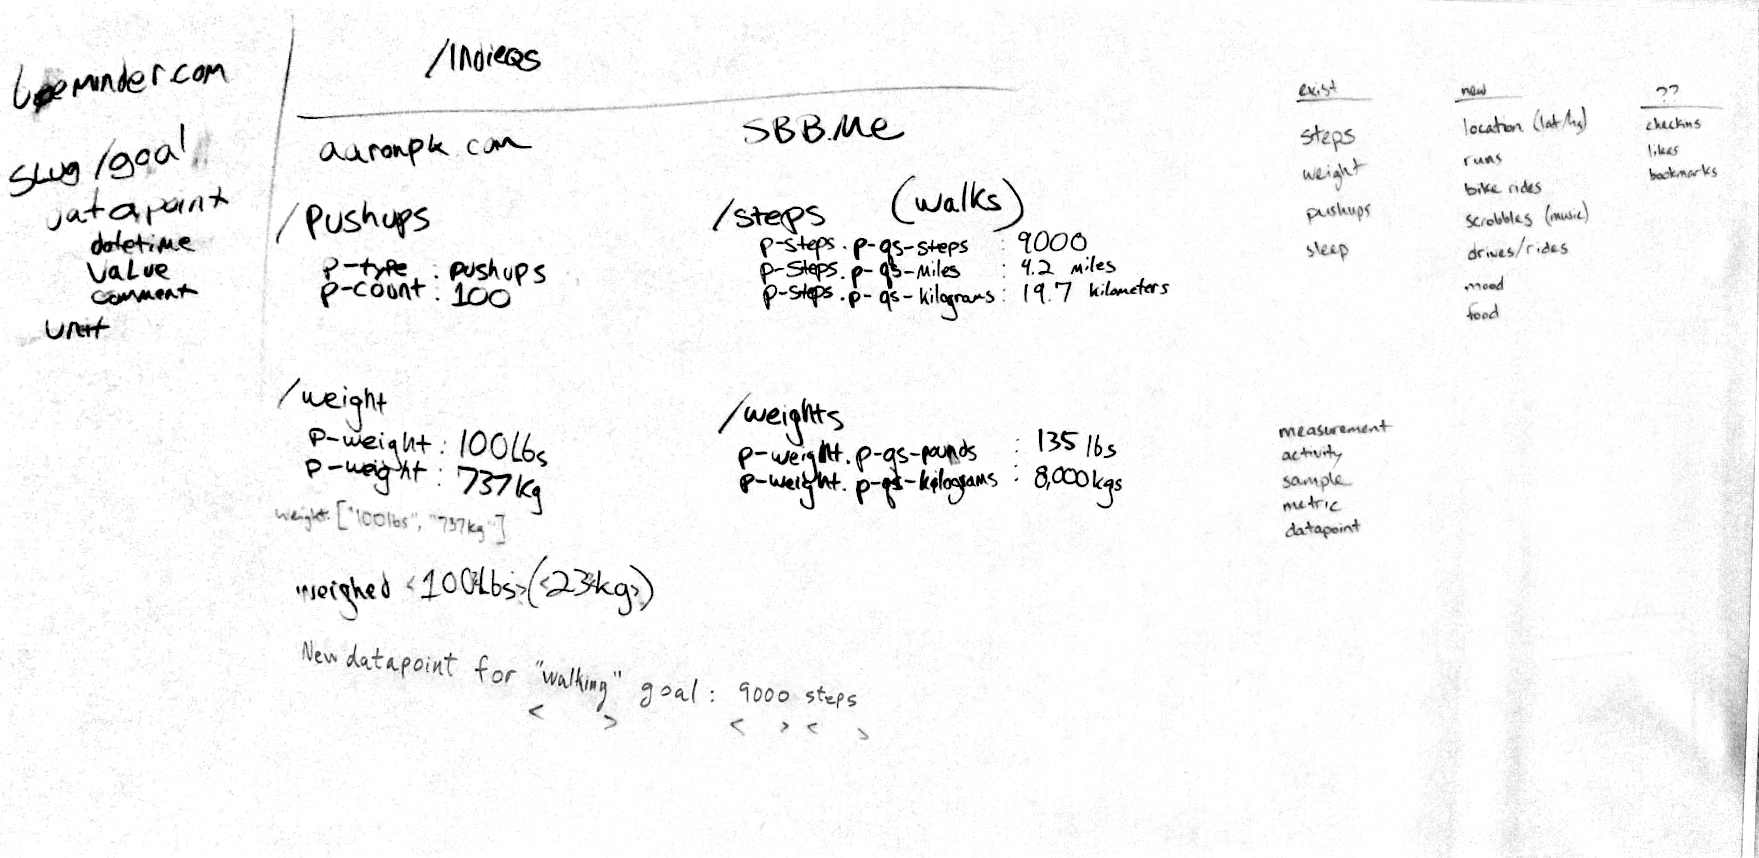 beeminder.com
slug/goal
datapoint
datetime
value
comment
unit
/IndieQS
aaronpk.com
/pushups
p-type : pushups
p-count : 100
/weight
p-weight : 100Lbs
p-weight : 737kg
weight: ["100lbs", "737kg"]
weighed <100Lbs> (<23kg>)
New datapoint for "walking" goal : 9000 steps
< > < > < >
SBB.Me
/steps (walks)
p-steps.p-qs-steps : 9000
p-steps.p-qs-miles : 4.2 miles
p-steps.p-qs-kilograms : 19.7 kilometers
/weights
p-weight.p-qs-pounds : 135 lbs
p-weight.p-qs-kilograms : 8,000kgs
exist
steps
weight
pushups
sleep
new
location (lat/lng)
runs
bike rides
scrobbles (music)
drives/rides
mood
food
??
checkins
likes
bookmarks
measurement
activity
sample
metric
datapoint